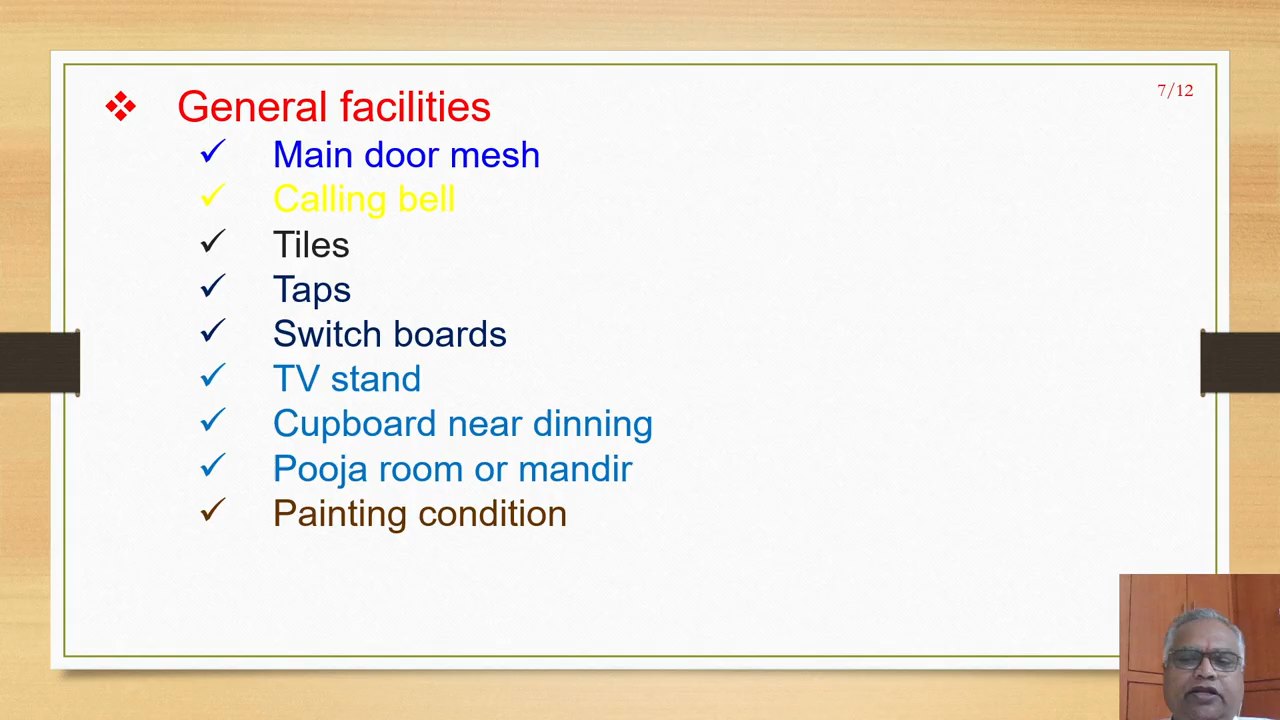 7/12
❖ General facilities
✓ Main door mesh
✓ Calling bell
✓ Tiles
✓ Taps
✓ Switch boards
✓ TV stand
✓ Cupboard near dinning
✓ Pooja room or mandir
✓ Painting condition